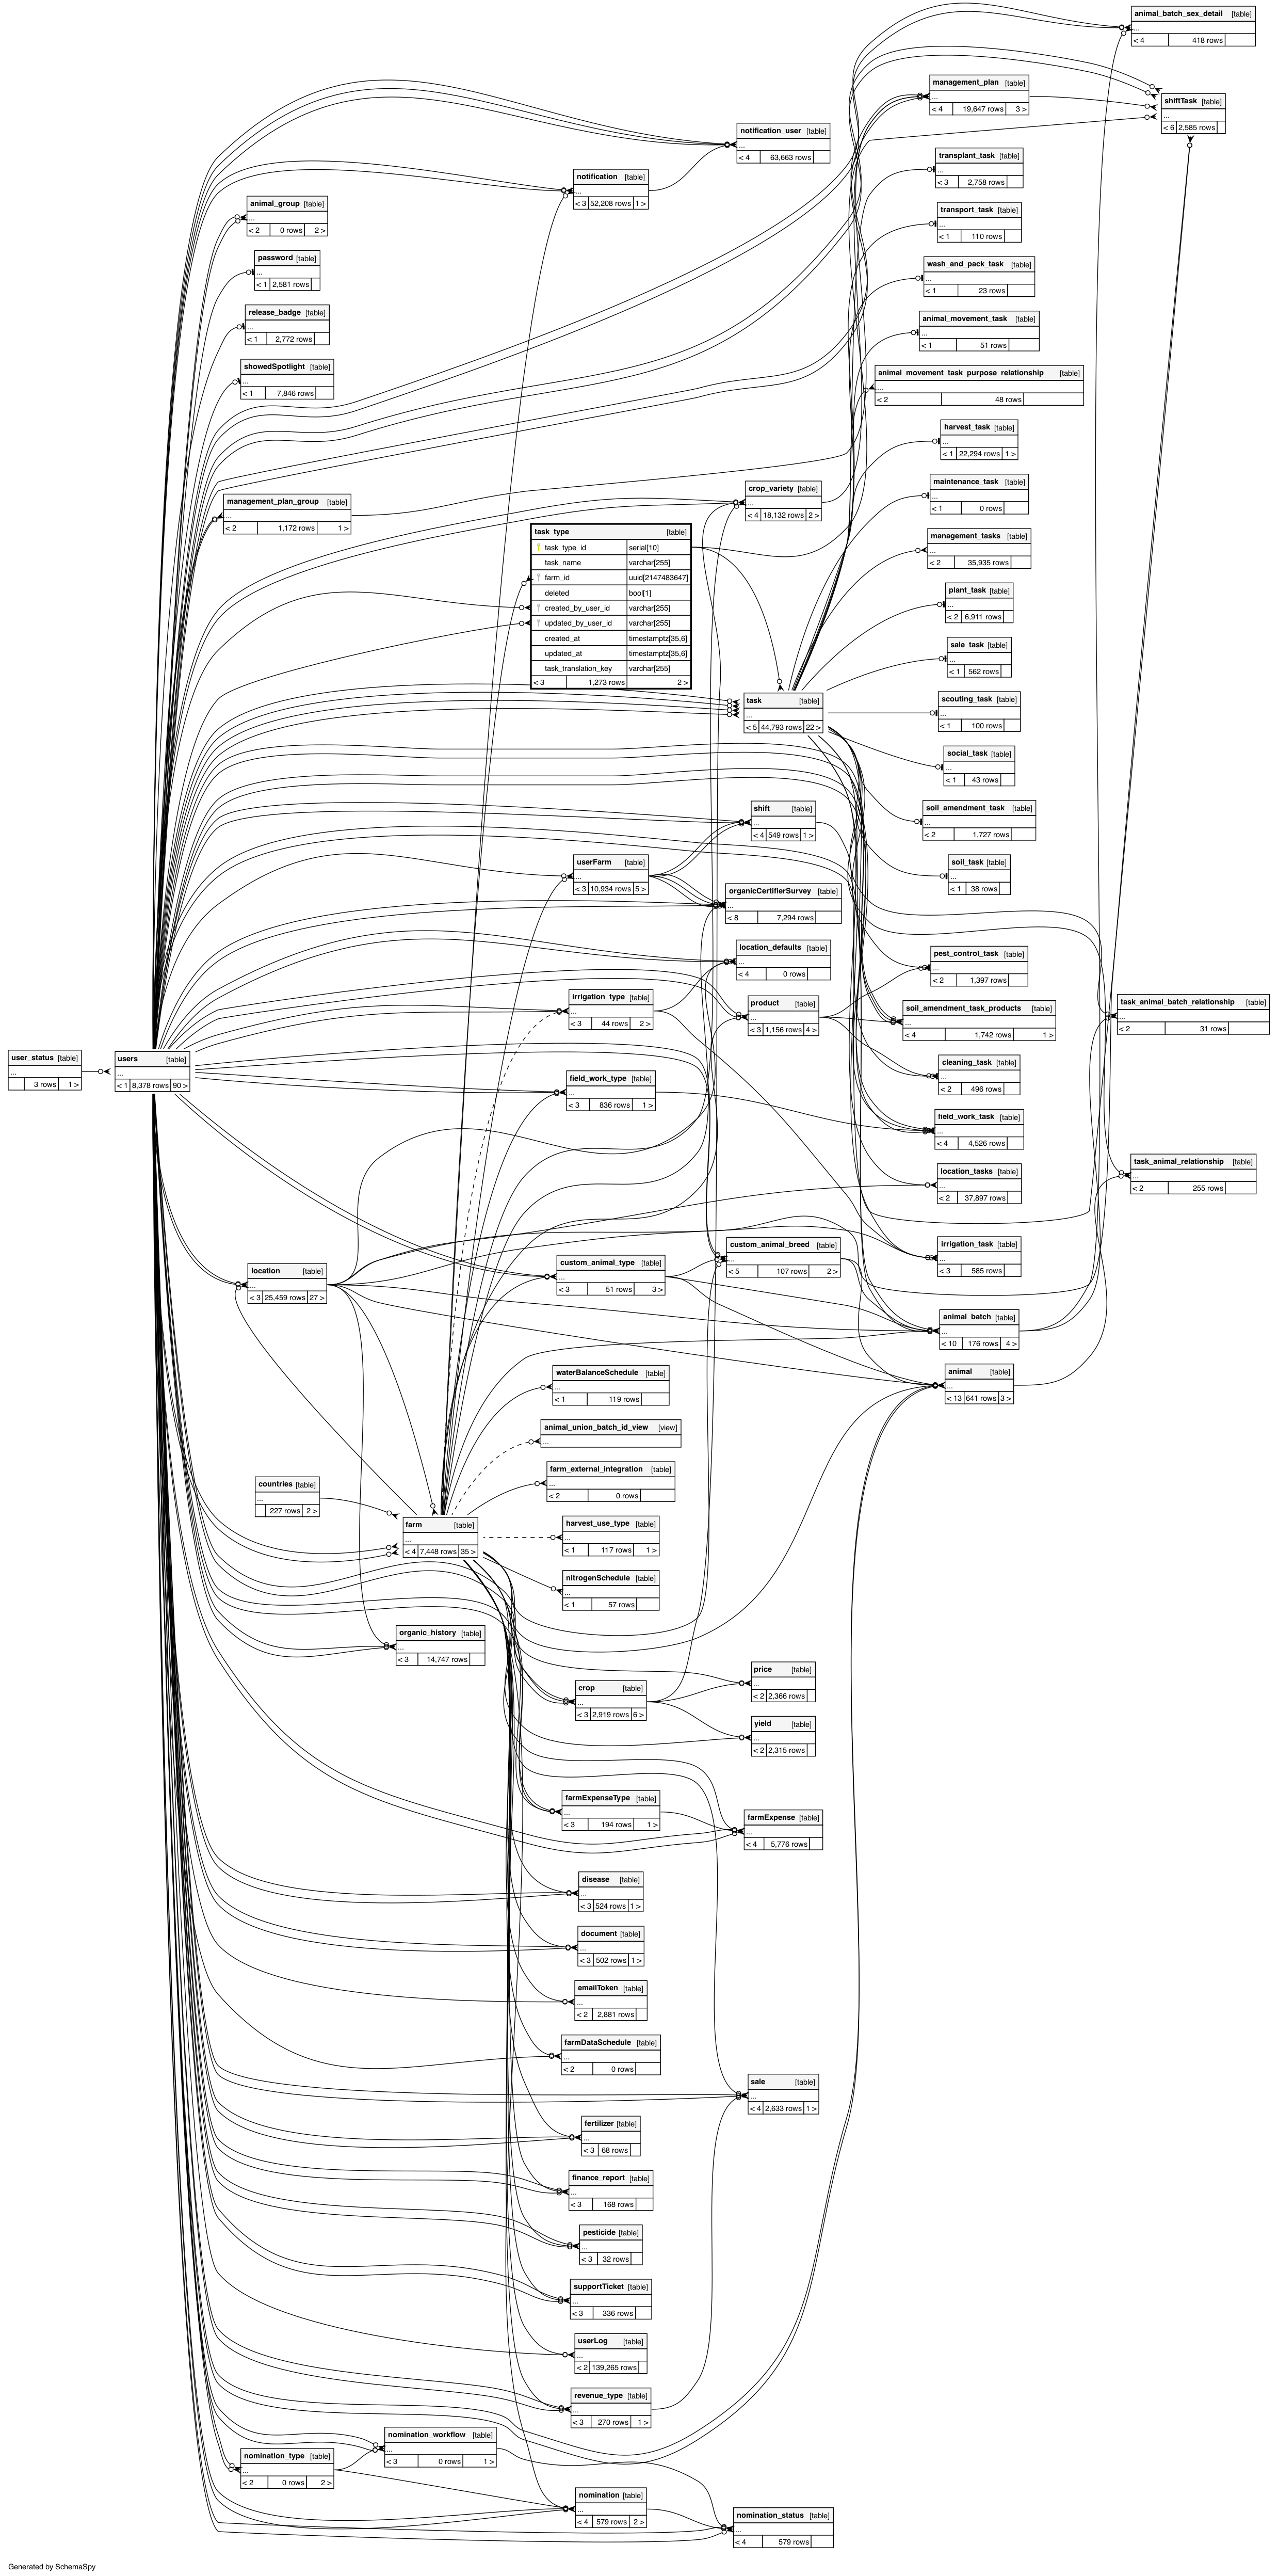 animal_batch_sex_detail [table]
...
< 4 418 rows
management_plan [table]
...
< 4 19,647 rows 3 >
shiftTask [table]
...
< 6 2,585 rows
notification_user [table]
...
< 4 63,663 rows
transplant_task [table]
...
< 3 2,758 rows
notification [table]
...
< 3 52,208 rows 1 >
animal_group [table]
...
< 2 0 rows 2 >
transport_task [table]
...
< 1 110 rows
password [table]
...
< 1 2,581 rows
wash_and_pack_task [table]
...
< 1 23 rows
release_badge [table]
...
< 1 2,772 rows
animal_movement_task [table]
...
< 1 51 rows
showedSpotlight [table]
...
< 1 7,846 rows
animal_movement_task_purpose_relationship [table]
...
< 2 48 rows
harvest_task [table]
...
< 1 22,294 rows 1 >
maintenance_task [table]
...
< 1 0 rows
crop_variety [table]
...
< 4 18,132 rows 2 >
management_plan_group [table]
...
< 2 1,172 rows 1 >
task_type [table]
task_type_id serial[10]
task_name varchar[255]
farm_id uuid[2147483647]
deleted bool[1]
created_by_user_id varchar[255]
updated_by_user_id varchar[255]
created_at timestamptz[35,6]
updated_at timestamptz[35,6]
task_translation_key varchar[255]
< 3 1,273 rows 2 >
management_tasks [table]
...
< 2 35,935 rows
plant_task [table]
...
< 2 6,911 rows
sale_task [table]
...
< 1 562 rows
task [table]
...
< 5 44,793 rows 22 >
scouting_task [table]
...
< 1 100 rows
social_task [table]
...
< 1 43 rows
shift [table]
...
< 4 549 rows 1 >
soil_amendment_task [table]
...
< 2 1,727 rows
userFarm [table]
...
< 3 10,934 rows 5 >
soil_task [table]
...
< 1 38 rows
organicCertifierSurvey [table]
...
< 8 7,294 rows
location_defaults [table]
...
< 4 0 rows
pest_control_task [table]
...
< 2 1,397 rows
irrigation_type [table]
...
< 3 44 rows 2 >
product [table]
...
< 3 1,156 rows 4 >
soil_amendment_task_products [table]
...
< 4 1,742 rows 1 >
task_animal_batch_relationship [table]
...
< 2 31 rows
user_status [table]
...
3 rows 1 >
users [table]
...
< 1 8,378 rows 90 >
cleaning_task [table]
...
< 2 496 rows
field_work_type [table]
...
< 3 836 rows 1 >
field_work_task [table]
...
< 4 4,526 rows
location_tasks [table]
...
< 2 37,897 rows
task_animal_relationship [table]
...
< 2 255 rows
custom_animal_breed [table]
...
< 5 107 rows 2 >
irrigation_task [table]
...
< 3 585 rows
location [table]
...
< 3 25,459 rows 27 >
custom_animal_type [table]
...
< 3 51 rows 3 >
animal_batch [table]
...
< 10 176 rows 4 >
waterBalanceSchedule [table]
...
< 1 119 rows
animal [table]
...
< 13 641 rows 3 >
animal_union_batch_id_view [view]
...
countries [table]
...
227 rows 2 >
farm_external_integration [table]
...
< 2 0 rows
farm [table]
...
< 4 7,448 rows 35 >
harvest_use_type [table]
...
< 1 117 rows 1 >
nitrogenSchedule [table]
...
< 1 57 rows
organic_history [table]
...
< 3 14,747 rows
price [table]
...
< 2 2,366 rows
crop [table]
...
< 3 2,919 rows 6 >
yield [table]
...
< 2 2,315 rows
farmExpenseType [table]
...
< 3 194 rows 1 >
farmExpense [table]
...
< 4 5,776 rows
disease [table]
...
< 3 524 rows 1 >
document [table]
...
< 3 502 rows 1 >
emailToken [table]
...
< 2 2,881 rows
farmDataSchedule [table]
...
< 2 0 rows
sale [table]
...
< 4 2,633 rows 1 >
fertilizer [table]
...
< 3 68 rows
finance_report [table]
...
< 3 168 rows
pesticide [table]
...
< 3 32 rows
supportTicket [table]
...
< 3 336 rows
userLog [table]
...
< 2 139,265 rows
revenue_type [table]
...
< 3 270 rows 1 >
nomination_workflow [table]
...
< 3 0 rows 1 >
nomination_type [table]
...
< 2 0 rows 2 >
nomination [table]
...
< 4 579 rows 2 >
nomination_status [table]
...
< 4 579 rows
Generated by SchemaSpy